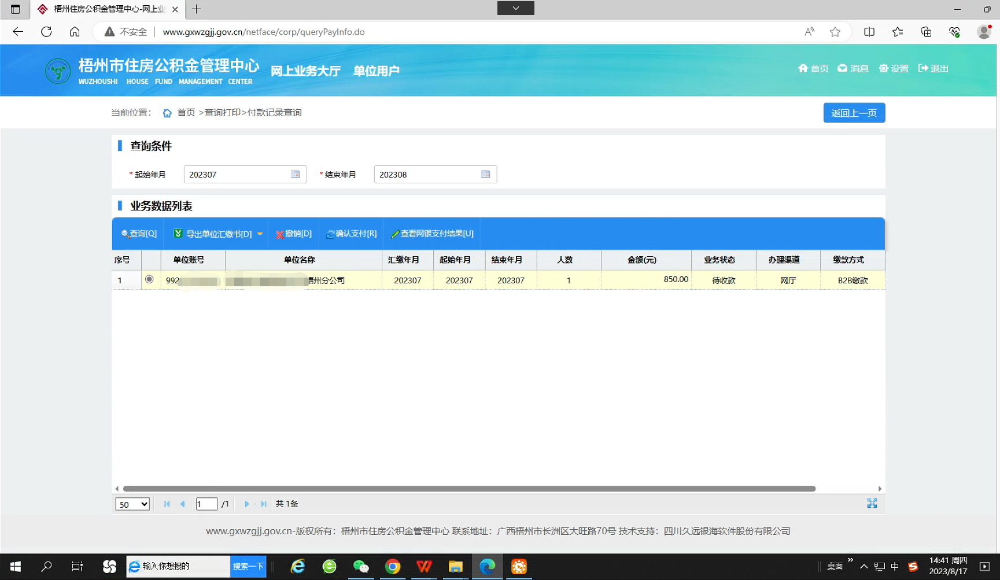 梧州住房公积金管理中心-网上业
不安全
www.gxwzgjj.gov.cn/netface/corp/queryPayInfo.do
梧州市住房公积金管理中心 网上业务大厅 单位用户
WUZHOUSHI HOUSE FUND MANAGEMENT CENTER
首页 消息 设置 退出
当前位置： 首页 >查询打印>付款记录查询
返回上一页
查询条件
*起始年月 202307 *结束年月 202308
业务数据列表
查询[Q] 导出单位汇缴书[D] 撤销[D] 确认支付[R] 查看网银支付结果[U]
序号 单位账号 单位名称 汇缴年月 起始年月 结束年月 人数 金额(元) 业务状态 办理渠道 缴款方式
1 992 梧州分公司 202307 202307 202307 1 850.00 待收款 网厅 B2B缴款
50 1 /1 共 1条
www.gxwzgjj.gov.cn-版权所有：梧州市住房公积金管理中心 联系地址：广西梧州市长洲区大旺路70号 技术支持：四川久远银海软件股份有限公司
输入你想搜的 搜索一下
桌面 中 14:41 周四
2023/8/17